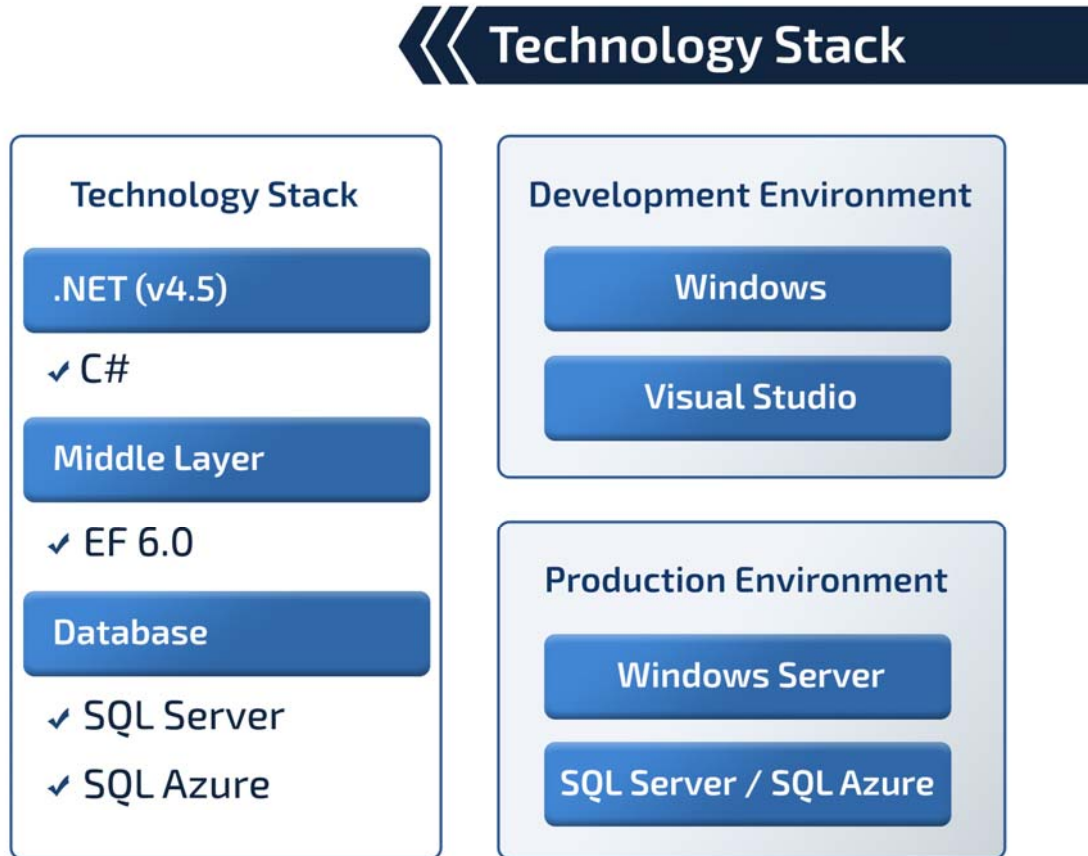 Technology Stack
Technology Stack
.NET (v4.5)
C#
Middle Layer
EF 6.0
Database
SQL Server
SQL Azure
Development Environment
Windows
Visual Studio
Production Environment
Windows Server
SQL Server / SQL Azure